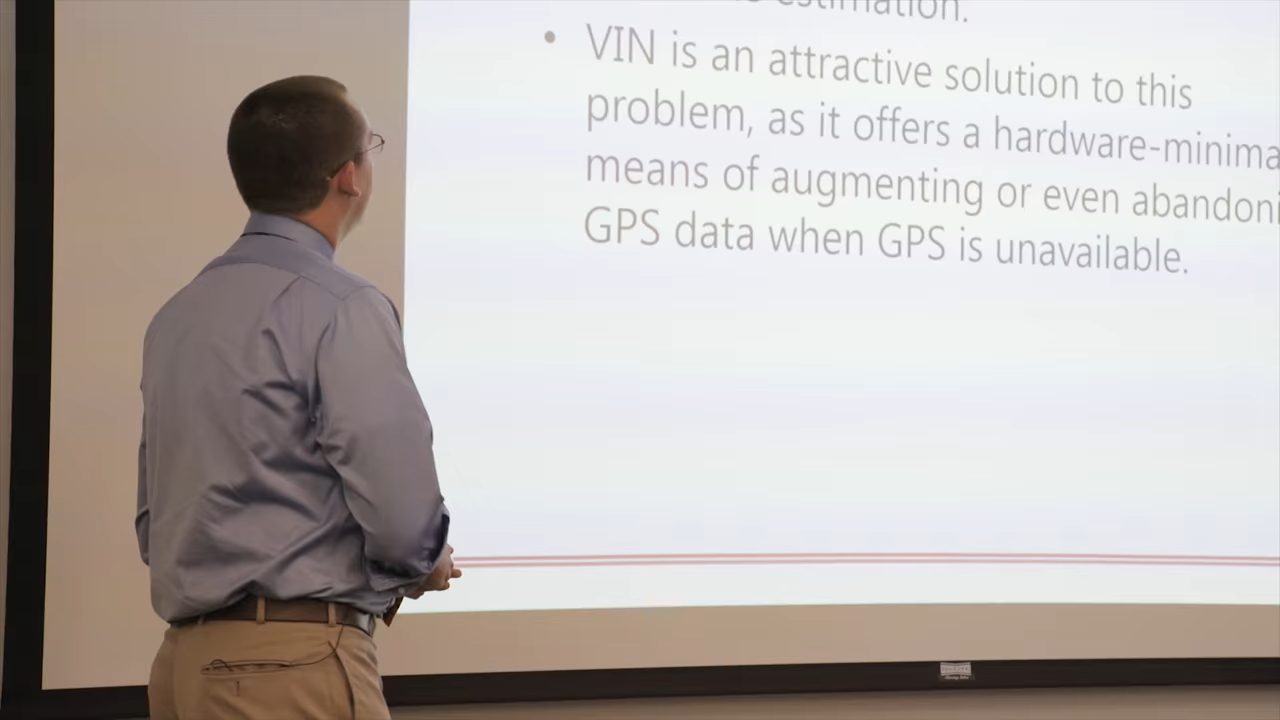 estimation.
• VIN is an attractive solution to this
problem, as it offers a hardware-minima
means of augmenting or even abandoni
GPS data when GPS is unavailable.